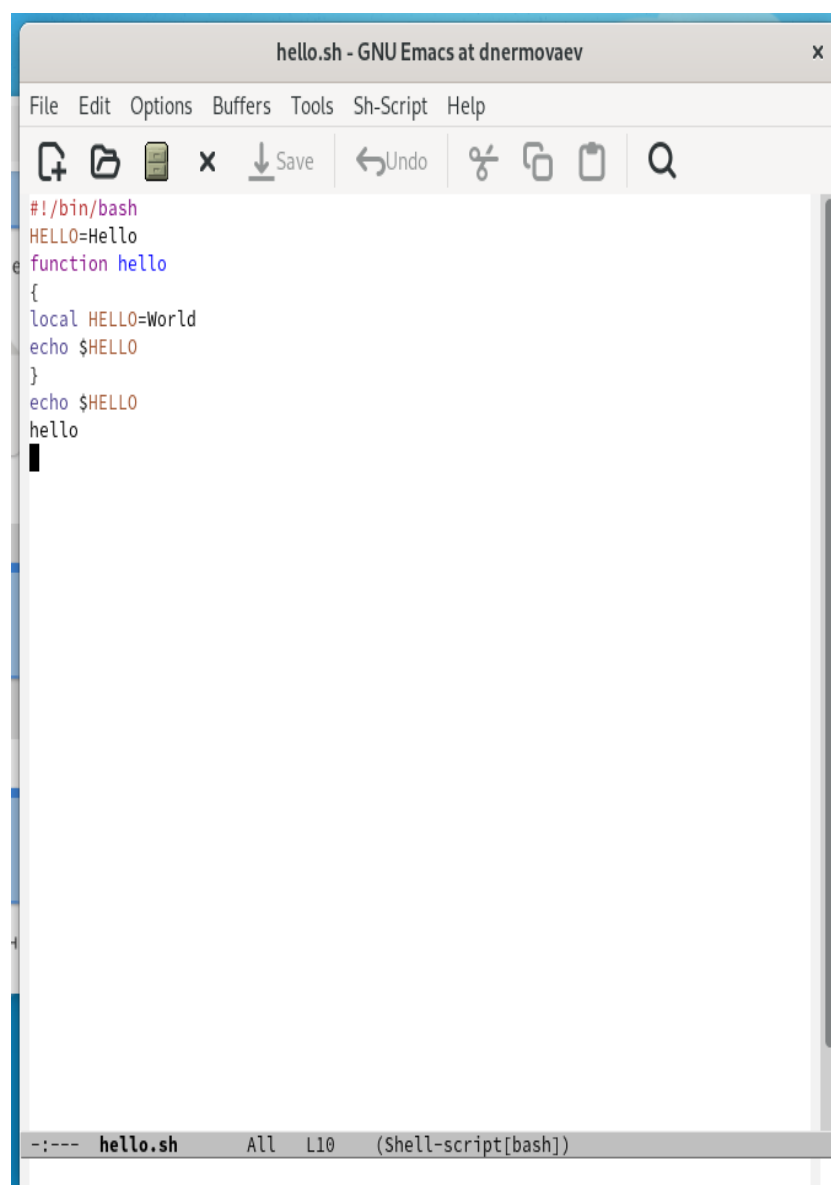 hello.sh - GNU Emacs at dnermovaev
File Edit Options Buffers Tools Sh-Script Help
Save Undo
#!/bin/bash
HELLO=Hello
function hello
{
local HELLO=World
echo $HELLO
}
echo $HELLO
hello
-:--- hello.sh All L10 (Shell-script[bash])